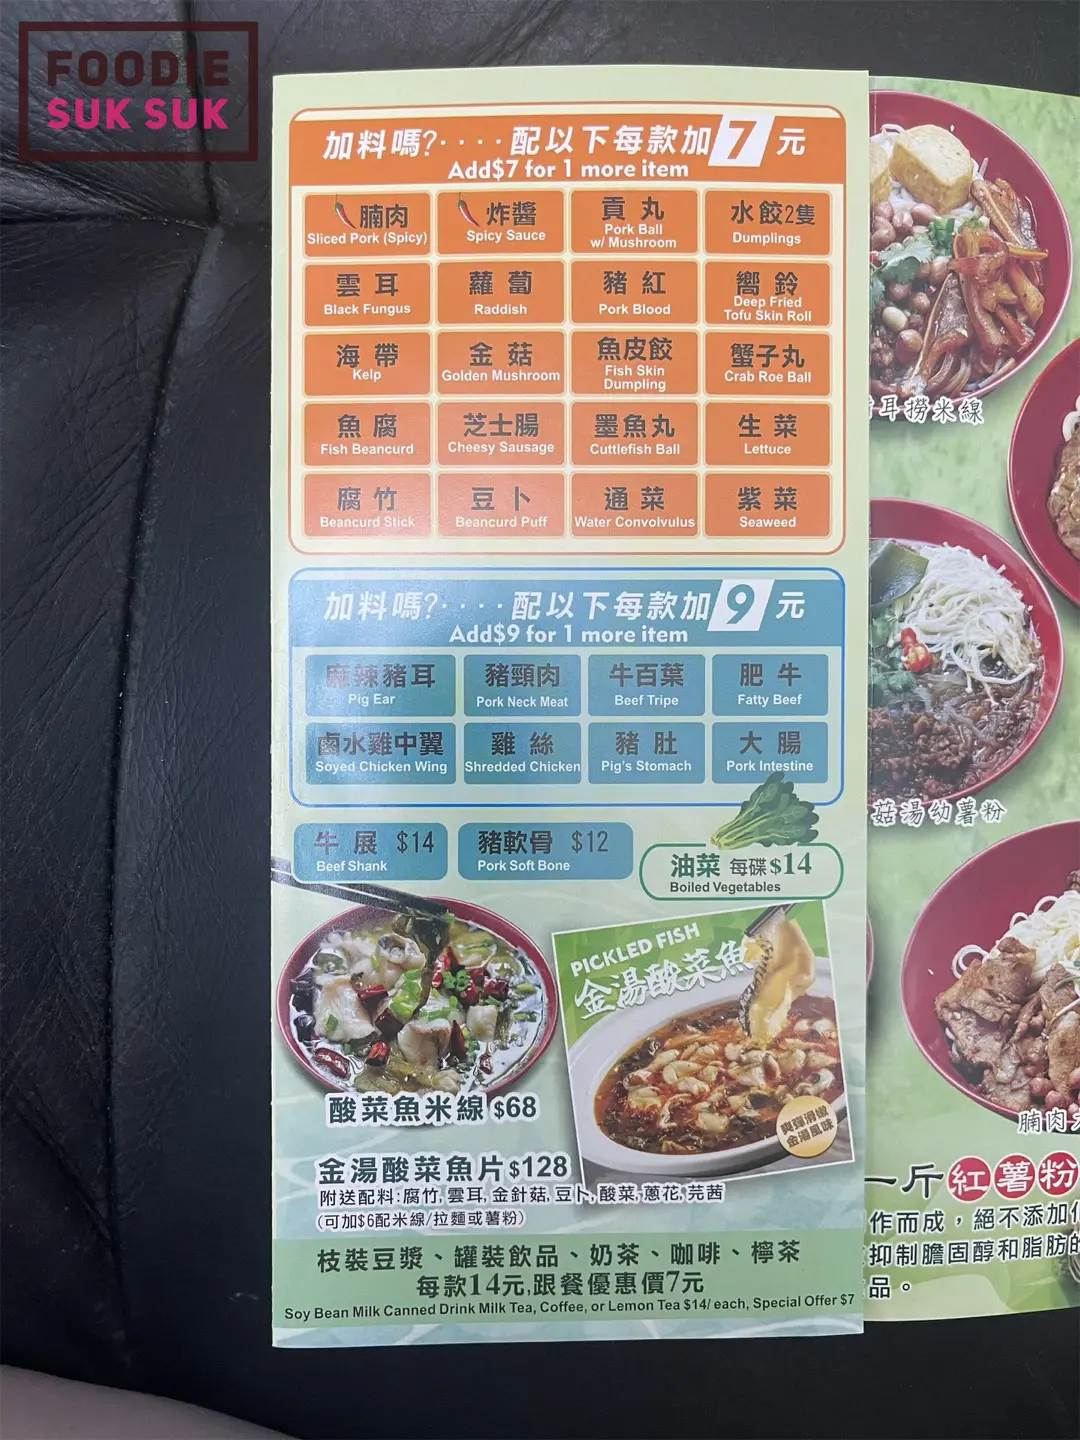 FOODIE
SUK SUK
加料嗎?····配以下每款加7元
Add$7 for 1 more item
腩肉
Sliced Pork (Spicy)
炸醬
Spicy Sauce
貢丸
Pork Ball
w/ Mushroom
水餃2隻
Dumplings
雲耳
Black Fungus
蘿蔔
Raddish
豬紅
Pork Blood
嚮鈴
Deep Fried
Tofu Skin Roll
海帶
Kelp
金菇
Golden Mushroom
魚皮餃
Fish Skin
Dumpling
蟹子丸
Crab Roe Ball
魚腐
Fish Beancurd
芝士腸
Cheesy Sausage
墨魚丸
Cuttlefish Ball
生菜
Lettuce
腐竹
Beancurd Stick
豆卜
Beancurd Puff
通菜
Water Convolvulus
紫菜
Seaweed
加料嗎?····配以下每款加9元
Add$9 for 1 more item
麻辣豬耳
Pig Ear
豬頸肉
Pork Neck Meat
牛百葉
Beef Tripe
肥牛
Fatty Beef
鹵水雞中翼
Soyed Chicken Wing
雞絲
Shredded Chicken
豬肚
Pig's Stomach
大腸
Pork Intestine
牛展 $14
Beef Shank
豬軟骨 $12
Pork Soft Bone
油菜 每碟$14
Boiled Vegetables
PICKLED FISH
金湯酸菜魚
爽彈滑嫩
金湯風味
酸菜魚米線 $68
金湯酸菜魚片 $128
附送配料:腐竹,雲耳,金針菇,豆卜,酸菜,蔥花,芫茜
(可加$6配米線/拉麵或薯粉)
枝裝豆漿、罐裝飲品、奶茶、咖啡、檸茶
每款14元,跟餐優惠價7元
Soy Bean Milk Canned Drink Milk Tea, Coffee, or Lemon Tea $14/ each, Special Offer $7
耳撈米線
菇湯幼薯粉
腩肉
一斤紅薯粉
作而成，絕不添加
抑制膽固醇和脂肪的
品。